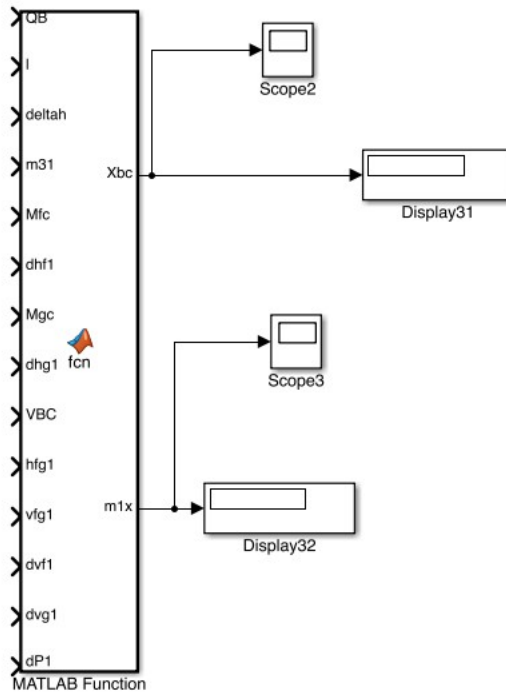 QB
I
deltah
m31
Mfc
dhf1
Mgc
dhg1
VBC
hfg1
vfg1
dvf1
dvg1
dP1
fcn
Xbc
m1x
MATLAB Function
Scope2
Display31
Scope3
Display32